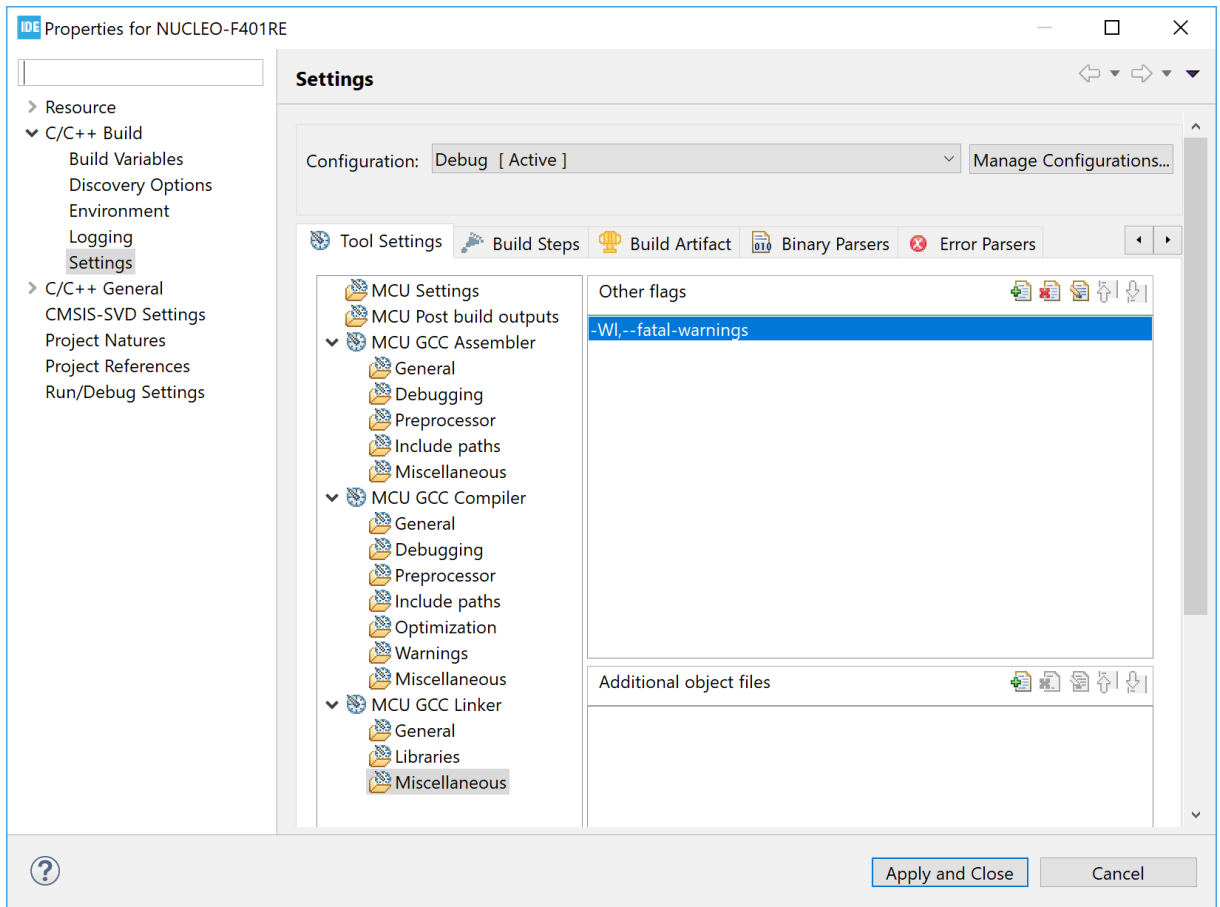 IDE Properties for NUCLEO-F401RE
Settings
Resource
C/C++ Build
Build Variables
Discovery Options
Environment
Logging
Settings
C/C++ General
CMSIS-SVD Settings
Project Natures
Project References
Run/Debug Settings
Configuration: Debug [ Active ] Manage Configurations...
Tool Settings Build Steps Build Artifact 010 Binary Parsers Error Parsers
MCU Settings
MCU Post build outputs
MCU GCC Assembler
General
Debugging
Preprocessor
Include paths
Miscellaneous
MCU GCC Compiler
General
Debugging
Preprocessor
Include paths
Optimization
Warnings
Miscellaneous
MCU GCC Linker
General
Libraries
Miscellaneous
Other flags
-Wl,--fatal-warnings
Additional object files
? Apply and Close Cancel